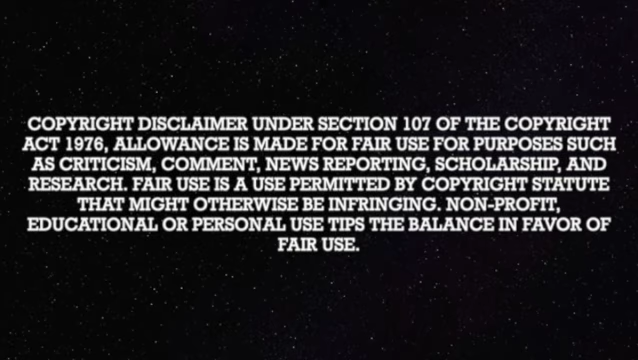 COPYRIGHT DISCLAIMER UNDER SECTION 107 OF THE COPYRIGHT
ACT 1976, ALLOWANCE IS MADE FOR FAIR USE FOR PURPOSES SUCH
AS CRITICISM, COMMENT, NEWS REPORTING, SCHOLARSHIP, AND
RESEARCH. FAIR USE IS A USE PERMITTED BY COPYRIGHT STATUTE
THAT MIGHT OTHERWISE BE INFRINGING. NON-PROFIT,
EDUCATIONAL OR PERSONAL USE TIPS THE BALANCE IN FAVOR OF
FAIR USE.